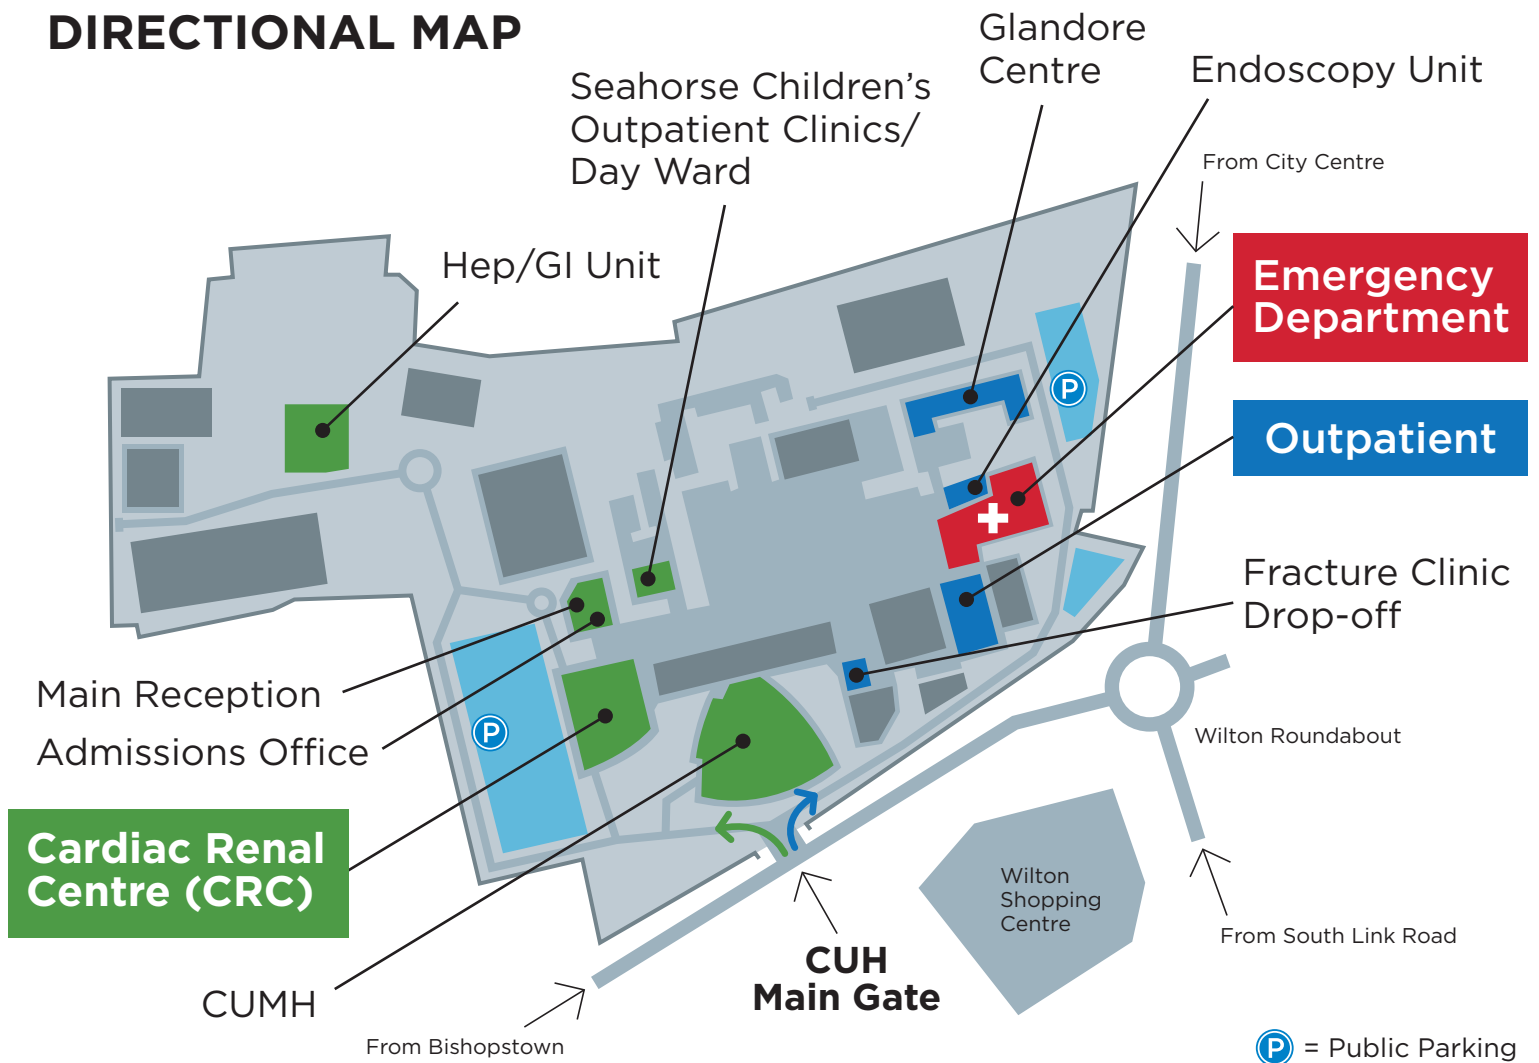 DIRECTIONAL MAP
Glandore
Centre
Endoscopy Unit
Seahorse Children's
Outpatient Clinics/
Day Ward
From City Centre
Hep/GI Unit
Emergency
Department
P
Outpatient
Fracture Clinic
Drop-off
Main Reception
Admissions Office
P
Wilton Roundabout
Cardiac Renal
Centre (CRC)
Wilton
Shopping
Centre
From South Link Road
CUH
Main Gate
CUMH
From Bishopstown
P = Public Parking